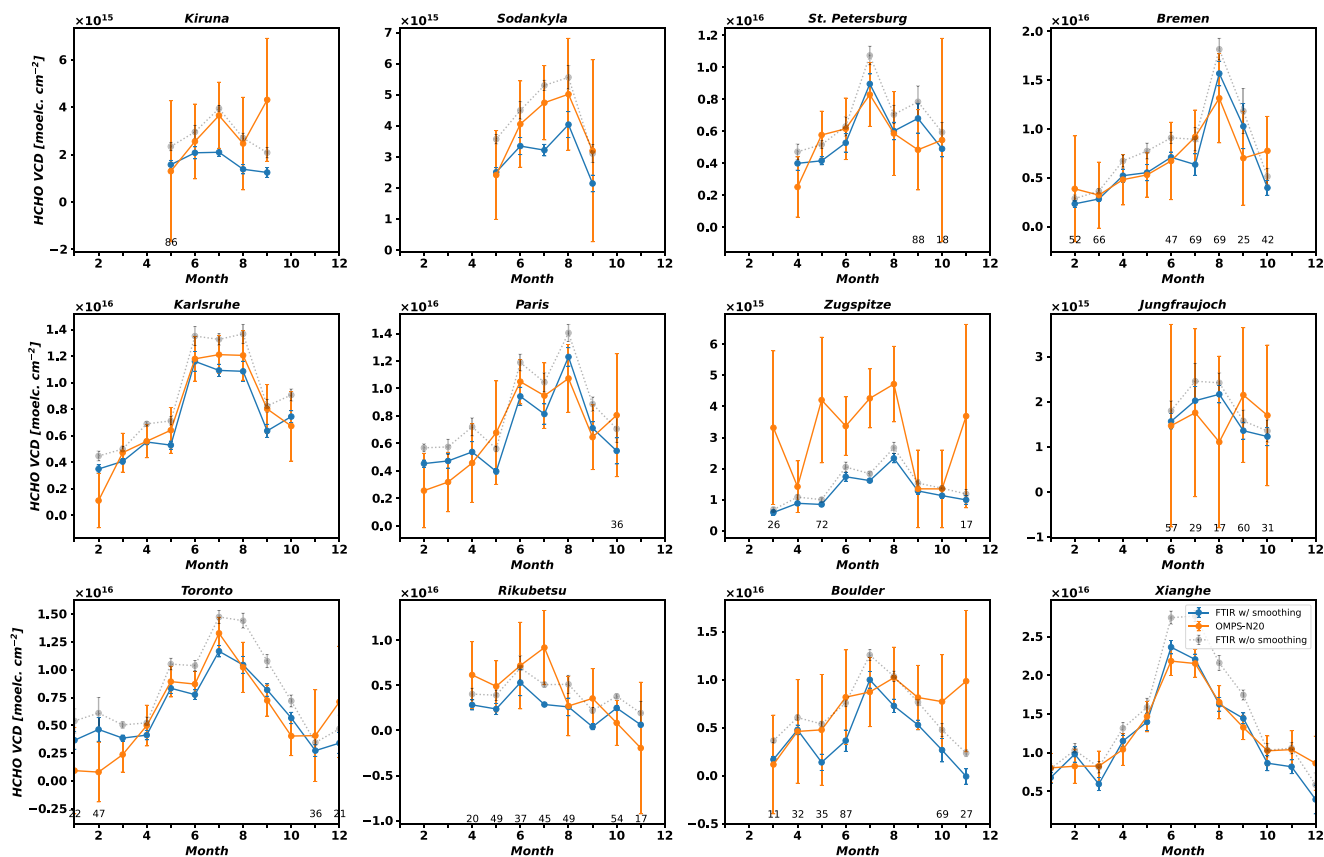 Kiruna
×10¹⁵
HCHO VCD [moelc. cm⁻²]
6
4
2
0
−2
86
2 4 6 8 10 12
Month
Sodankyla
×10¹⁵
7
6
5
4
3
2
1
0
2 4 6 8 10 12
Month
St. Petersburg
×10¹⁶
1.2
1.0
0.8
0.6
0.4
0.2
0.0
88 18
2 4 6 8 10 12
Month
Bremen
×10¹⁶
2.0
1.5
1.0
0.5
0.0
52 66 47 69 69 25 42
2 4 6 8 10 12
Month
Karlsruhe
×10¹⁶
HCHO VCD [moelc. cm⁻²]
1.4
1.2
1.0
0.8
0.6
0.4
0.2
0.0
2 4 6 8 10 12
Month
Paris
×10¹⁶
1.4
1.2
1.0
0.8
0.6
0.4
0.2
0.0
36
2 4 6 8 10 12
Month
Zugspitze
×10¹⁵
6
5
4
3
2
1
0
26 72 17
2 4 6 8 10 12
Month
Jungfraujoch
×10¹⁵
3
2
1
0
−1
57 29 17 60 31
2 4 6 8 10 12
Month
Toronto
×10¹⁶
HCHO VCD [moelc. cm⁻²]
1.50
1.25
1.00
0.75
0.50
0.25
0.00
−0.25
22 47 36 21
2 4 6 8 10 12
Month
Rikubetsu
×10¹⁶
1.0
0.5
0.0
−0.5
−1.0
20 49 37 45 49 54 17
2 4 6 8 10 12
Month
Boulder
×10¹⁶
1.5
1.0
0.5
0.0
−0.5
11 32 35 87 69 27
2 4 6 8 10 12
Month
Xianghe
×10¹⁶
FTIR w/ smoothing
OMPS-N20
FTIR w/o smoothing
2.5
2.0
1.5
1.0
0.5
2 4 6 8 10 12
Month